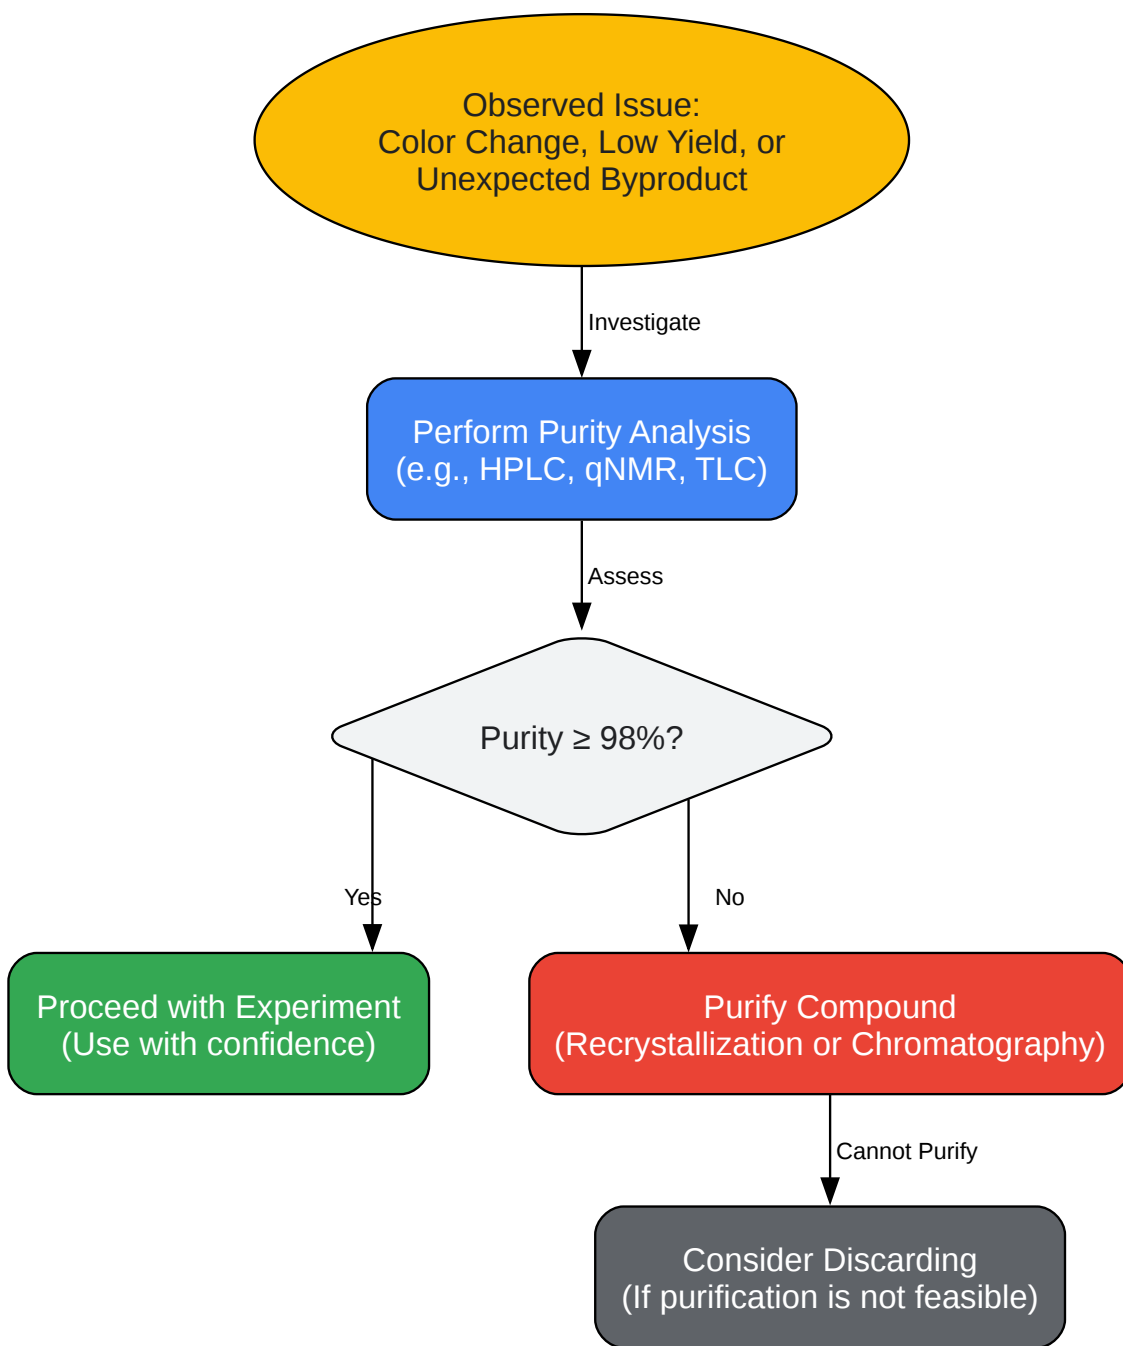 Observed Issue:
Color Change, Low Yield, or
Unexpected Byproduct
Investigate
Perform Purity Analysis
(e.g., HPLC, qNMR, TLC)
Assess
Purity ≥ 98%?
Yes
No
Proceed with Experiment
(Use with confidence)
Purify Compound
(Recrystallization or Chromatography)
Cannot Purify
Consider Discarding
(If purification is not feasible)